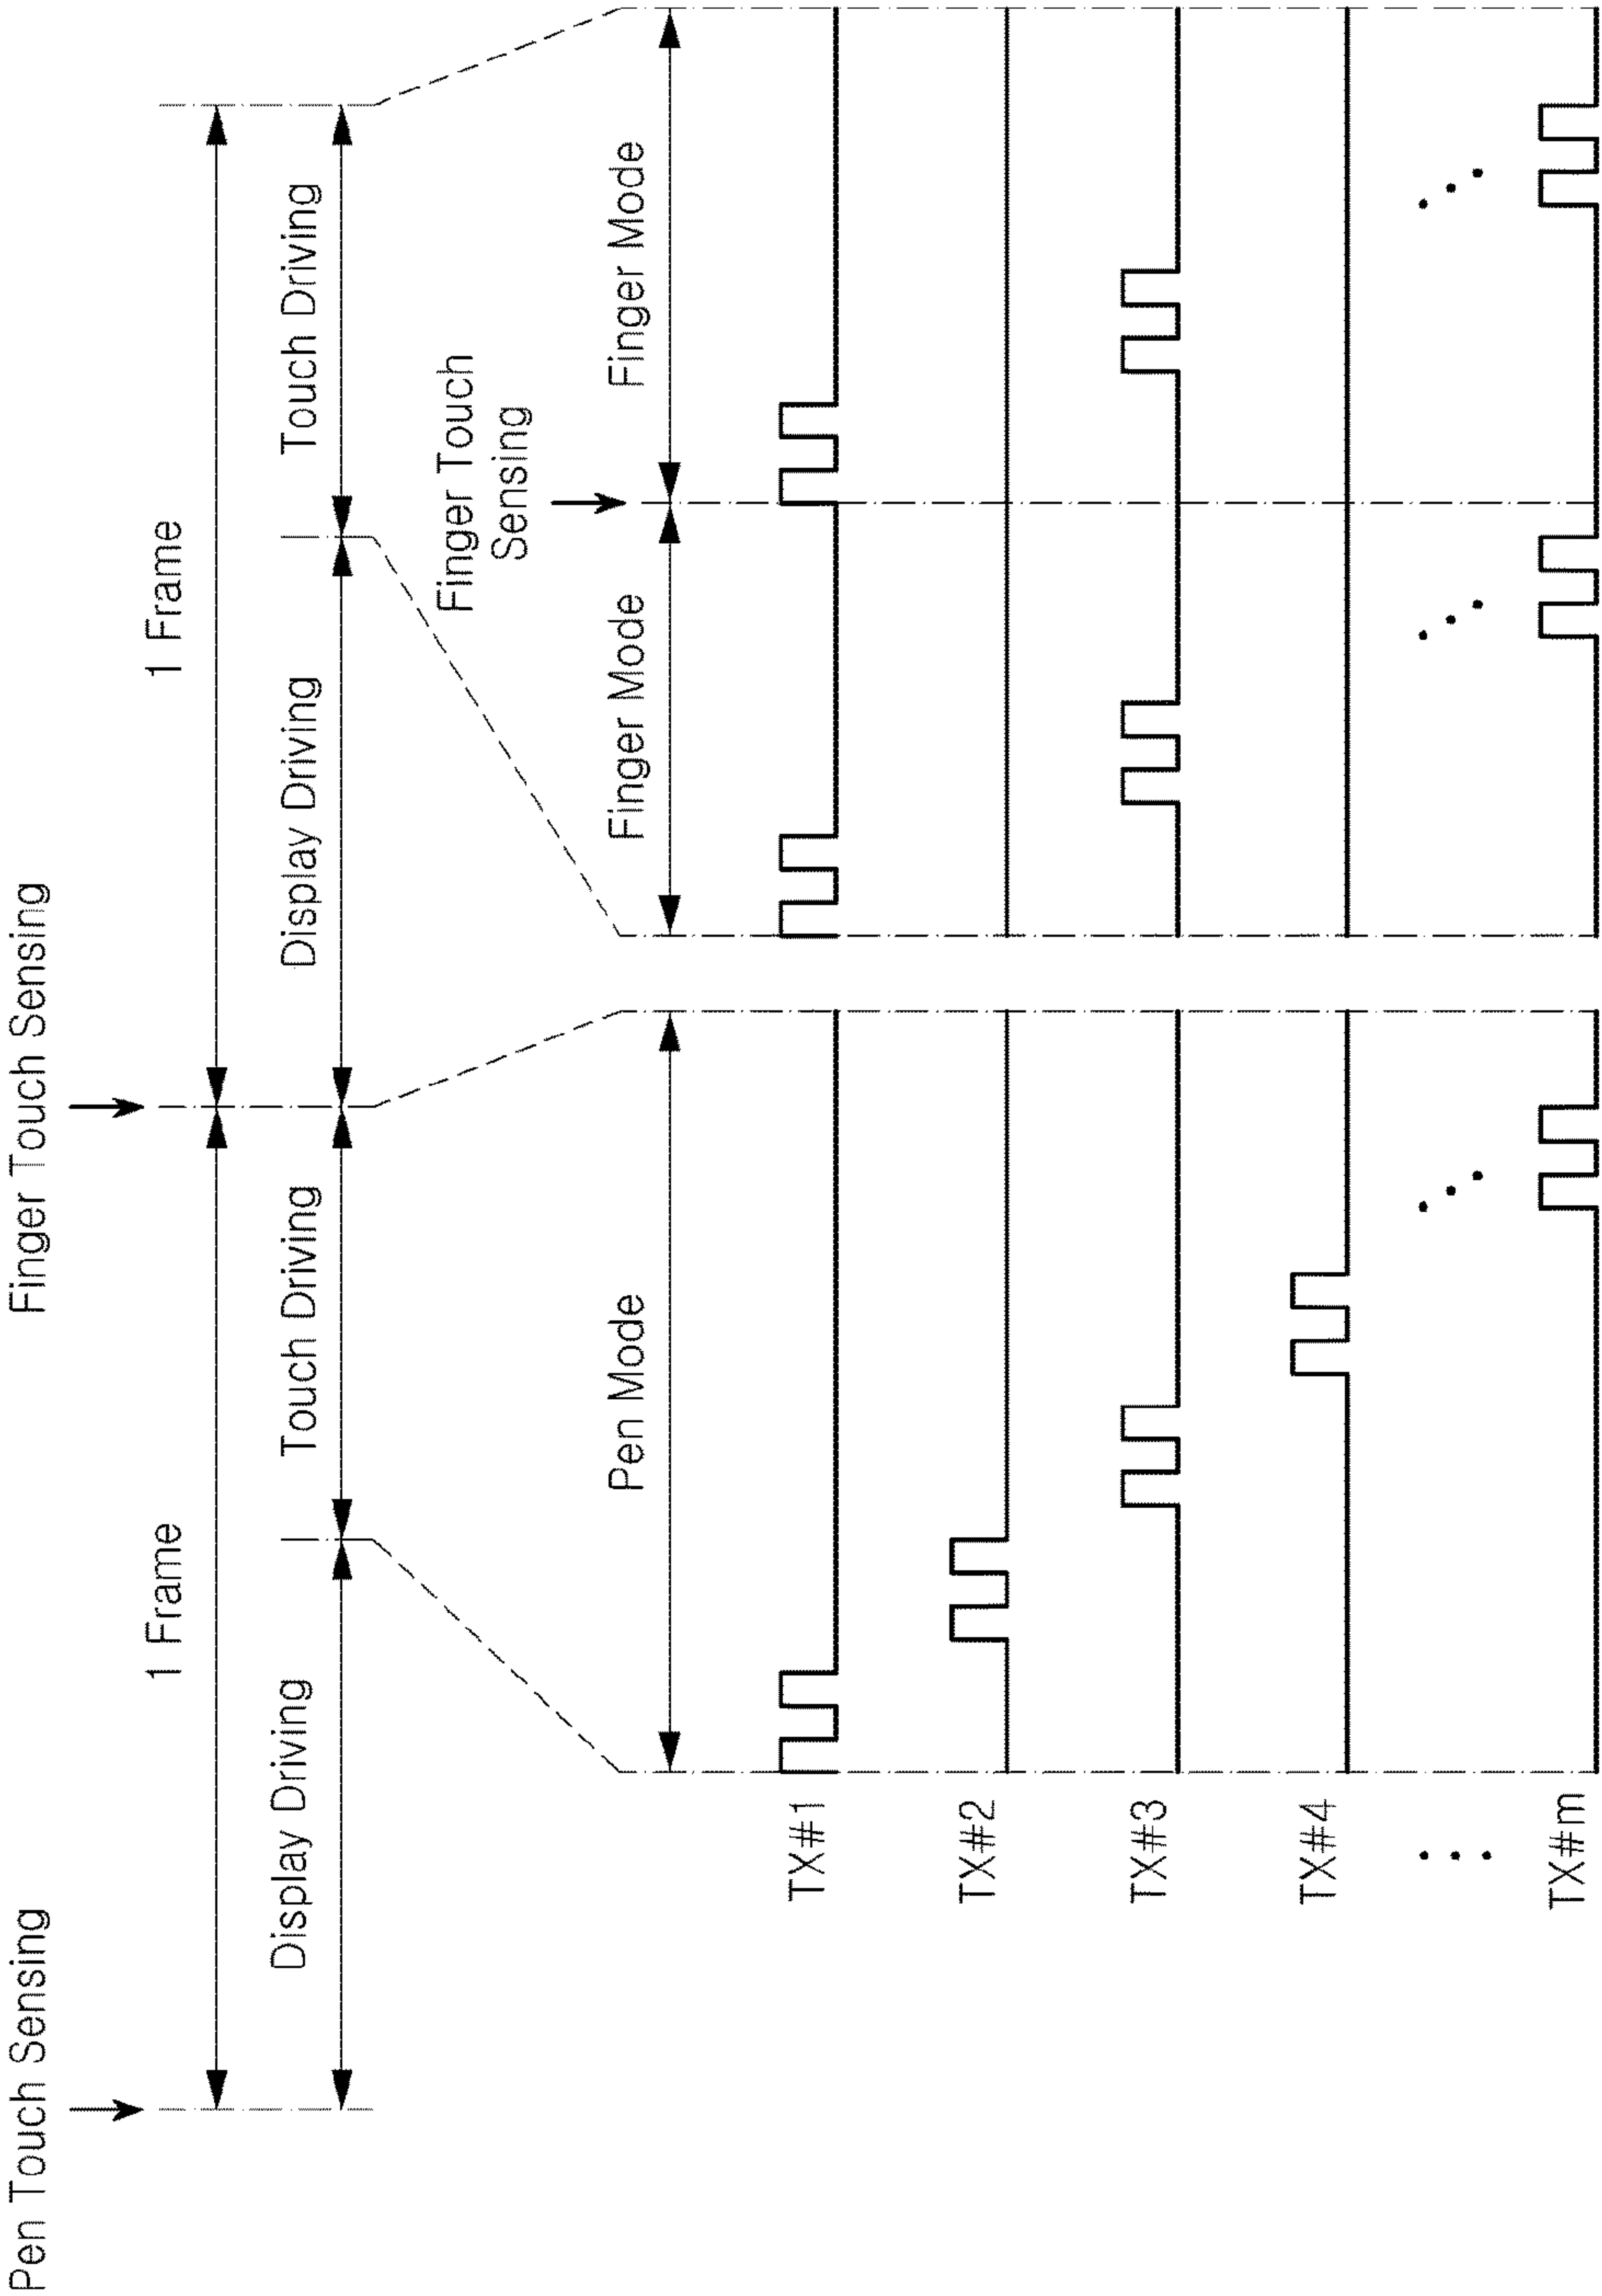 Pen Touch Sensing
Finger Touch Sensing
1 Frame
1 Frame
Display Driving
Touch Driving
Display Driving
Touch Driving
Finger Touch
Sensing
Pen Mode
Finger Mode
Finger Mode
TX#1
TX#2
TX#3
TX#4
TX#m